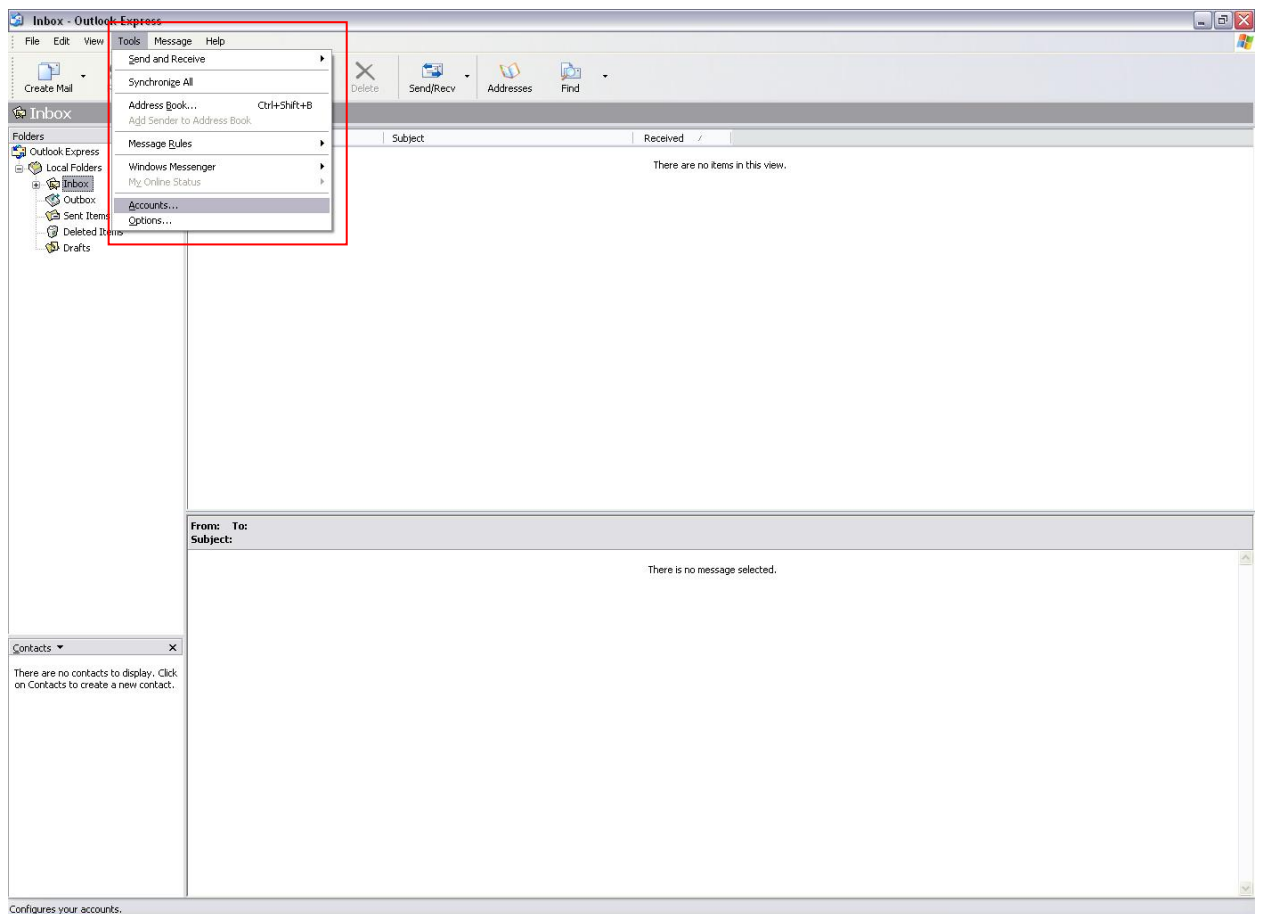 Inbox - Outlook Express
File Edit View Tools Message Help
Create Mail Delete Send/Recv Addresses Find
Send and Receive
Synchronize All
Address Book... Ctrl+Shift+B
Add Sender to Address Book
Message Rules
Windows Messenger
My Online Status
Accounts...
Options...
Inbox
Folders
Outlook Express
Local Folders
Inbox
Outbox
Sent Items
Deleted Items
Drafts
Subject Received
There are no items in this view.
From: To:
Subject:
There is no message selected.
Contacts
There are no contacts to display. Click
on Contacts to create a new contact.
Configures your accounts.